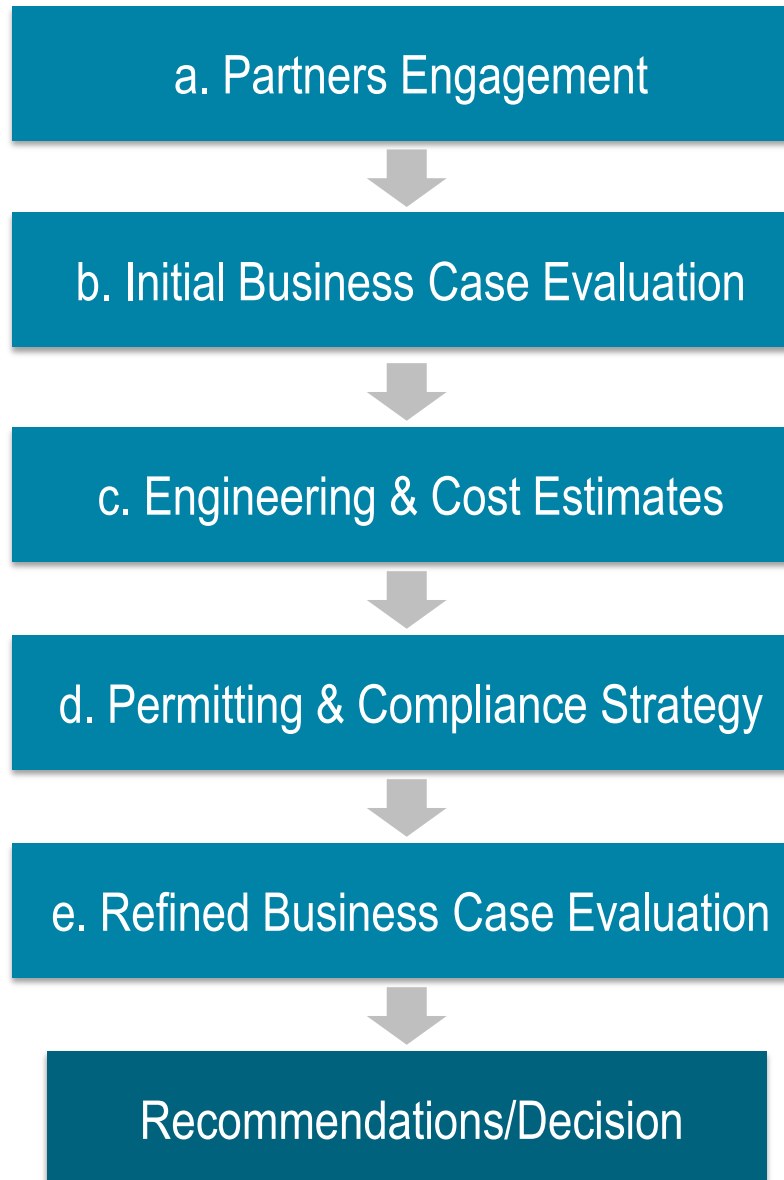 a. Partners Engagement
b. Initial Business Case Evaluation
c. Engineering & Cost Estimates
d. Permitting & Compliance Strategy
e. Refined Business Case Evaluation
Recommendations/Decision